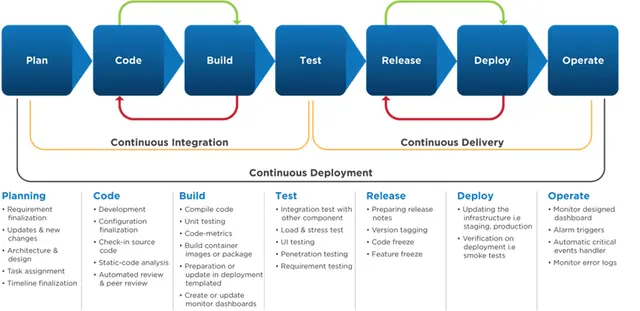 Plan
Code
Build
Test
Release
Deploy
Operate
Continuous Integration
Continuous Delivery
Continuous Deployment
Planning
• Requirement
finalization
• Updates & new
changes
• Architecture &
design
• Task assignment
• Timeline finalization
Code
• Development
• Configuration
finalization
• Check-in source
code
• Static-code analysis
• Automated review
& peer review
Build
• Compile code
• Unit testing
• Code-metrics
• Build container
images or package
• Preparation or
update in deployment
templated
• Create or update
monitor dashboards
Test
• Integration test with
other component
• Load & stress test
• UI testing
• Penetration testing
• Requirement testing
Release
• Preparing release
notes
• Version tagging
• Code freeze
• Feature freeze
Deploy
• Updating the
infrastructure i.e
staging, production
• Verification on
deployment i.e
smoke tests
Operate
• Monitor designed
dashboard
• Alarm triggers
• Automatic critical
events handler
• Monitor error logs